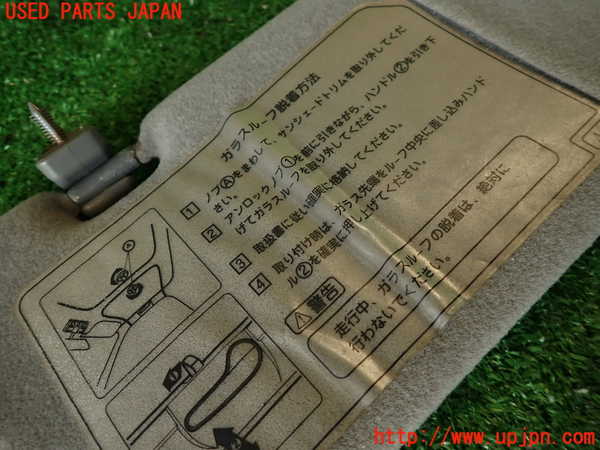 USED PARTS JAPAN
ガラスルーフ脱着方法
1 ノブⒶをまわして、サンシェードトリムを取り外してくだ
さい。
2 アンロックノブ①を前に引きながら、ハンドル②を引き下
げてガラスルーフを取り外してください。
3 取扱書に従い確実に格納してください。
4 取り付け時は、ガラス先端をルーフ中央に差し込みハンド
ル②を確実に押し上げてください。
⚠警告
走行中、ガラスルーフの脱着は、絶対に
行わないでください。
http://www.upjpn.com/